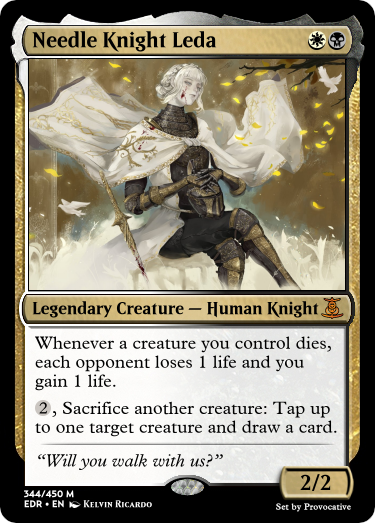 Needle Knight Leda
Legendary Creature — Human Knight
Whenever a creature you control dies,
each opponent loses 1 life and you
gain 1 life.
2, Sacrifice another creature: Tap up
to one target creature and draw a card.
“Will you walk with us?”
2/2
344/450 M
EDR • EN Kelvin Ricardo
Set by Provocative